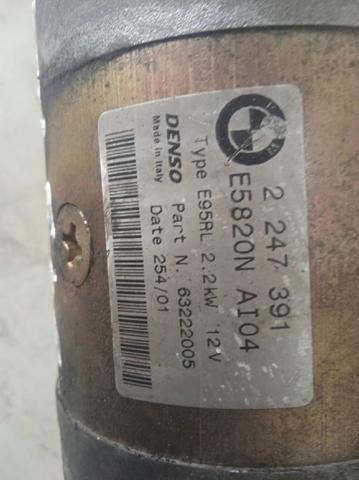 2 247 391
E5820N AI04
Type E95RL 2.2kW 12V
DENSO Part N. 63222005
Made in Italy Date 254/01